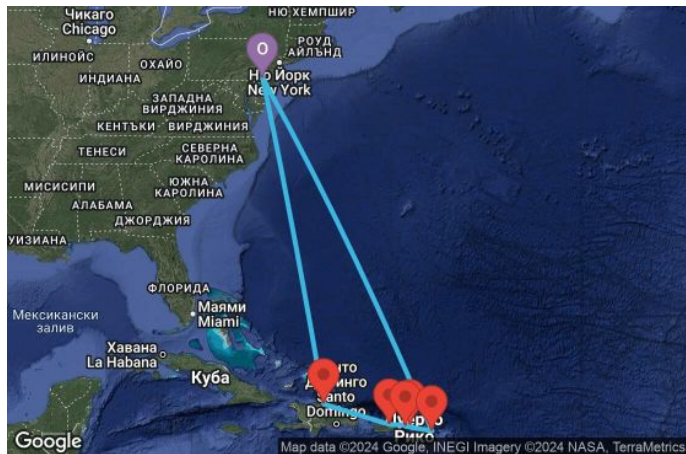 Чикаго
Chicago
НЮ ХЕМПШИР
РОУД
АЙЛЪНД
О
ИЛИНОЙС
ОХАЙО
ИНДИАНА
Ню Йорк
New York
ЗАПАДНА
ВИРДЖИНИЯ
КЕНТЪКИ
ВИРДЖИНИЯ
ТЕНЕСИ
СЕВЕРНА
КАРОЛИНА
МИСИСИПИ
ЮЖНА
КАРОЛИНА
АЛАБАМА
ДЖОРДЖИЯ
УИЗИАНА
ФЛОРИДА
Мексикански
залив
Маями
Miami
Хавана
La Habana
Куба
Santo
Domingo
Рико
Google
Map data ©2024 Google, INEGI Imagery ©2024 NASA, TerraMetrics